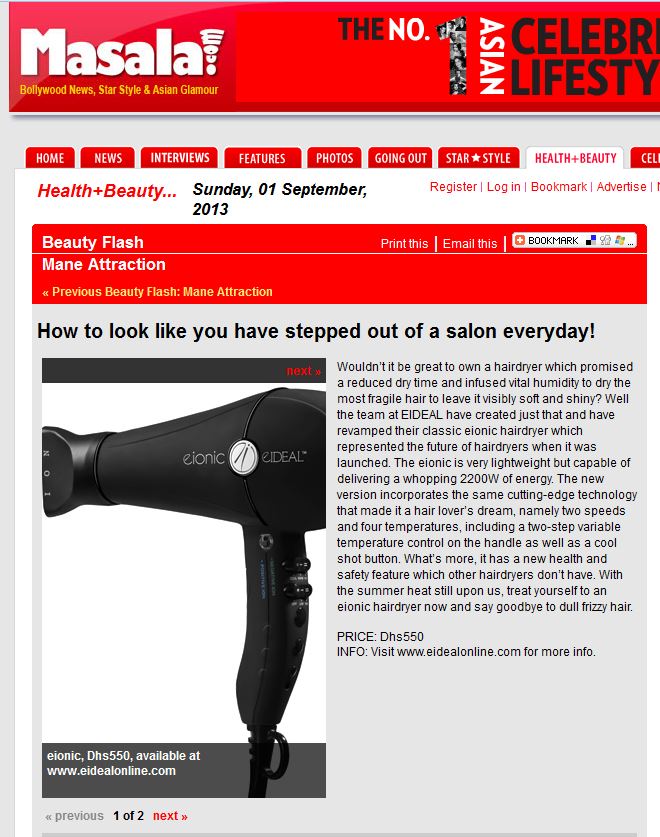 Masala!
.com
Bollywood News, Star Style & Asian Glamour
THE NO. 1 ASIAN CELEBRI
LIFESTY
HOME NEWS INTERVIEWS FEATURES PHOTOS GOING OUT STAR★STYLE HEALTH+BEAUTY CEL
Health+Beauty... Sunday, 01 September,
2013
Register | Log in | Bookmark | Advertise |
Beauty Flash
Print this | Email this | BOOKMARK ...
Mane Attraction
« Previous Beauty Flash: Mane Attraction
How to look like you have stepped out of a salon everyday!
next »
eionic EIDEAL™
N O I
POSITIVE ION
NEGATIVE ION
eionic, Dhs550, available at
www.eidealonline.com
« previous 1 of 2 next »
Wouldn't it be great to own a hairdryer which promised
a reduced dry time and infused vital humidity to dry the
most fragile hair to leave it visibly soft and shiny? Well
the team at EIDEAL have created just that and have
revamped their classic eionic hairdryer which
represented the future of hairdryers when it was
launched. The eionic is very lightweight but capable of
delivering a whopping 2200W of energy. The new
version incorporates the same cutting-edge technology
that made it a hair lover's dream, namely two speeds
and four temperatures, including a two-step variable
temperature control on the handle as well as a cool
shot button. What's more, it has a new health and
safety feature which other hairdryers don't have. With
the summer heat still upon us, treat yourself to an
eionic hairdryer now and say goodbye to dull frizzy hair.
PRICE: Dhs550
INFO: Visit www.eidealonline.com for more info.